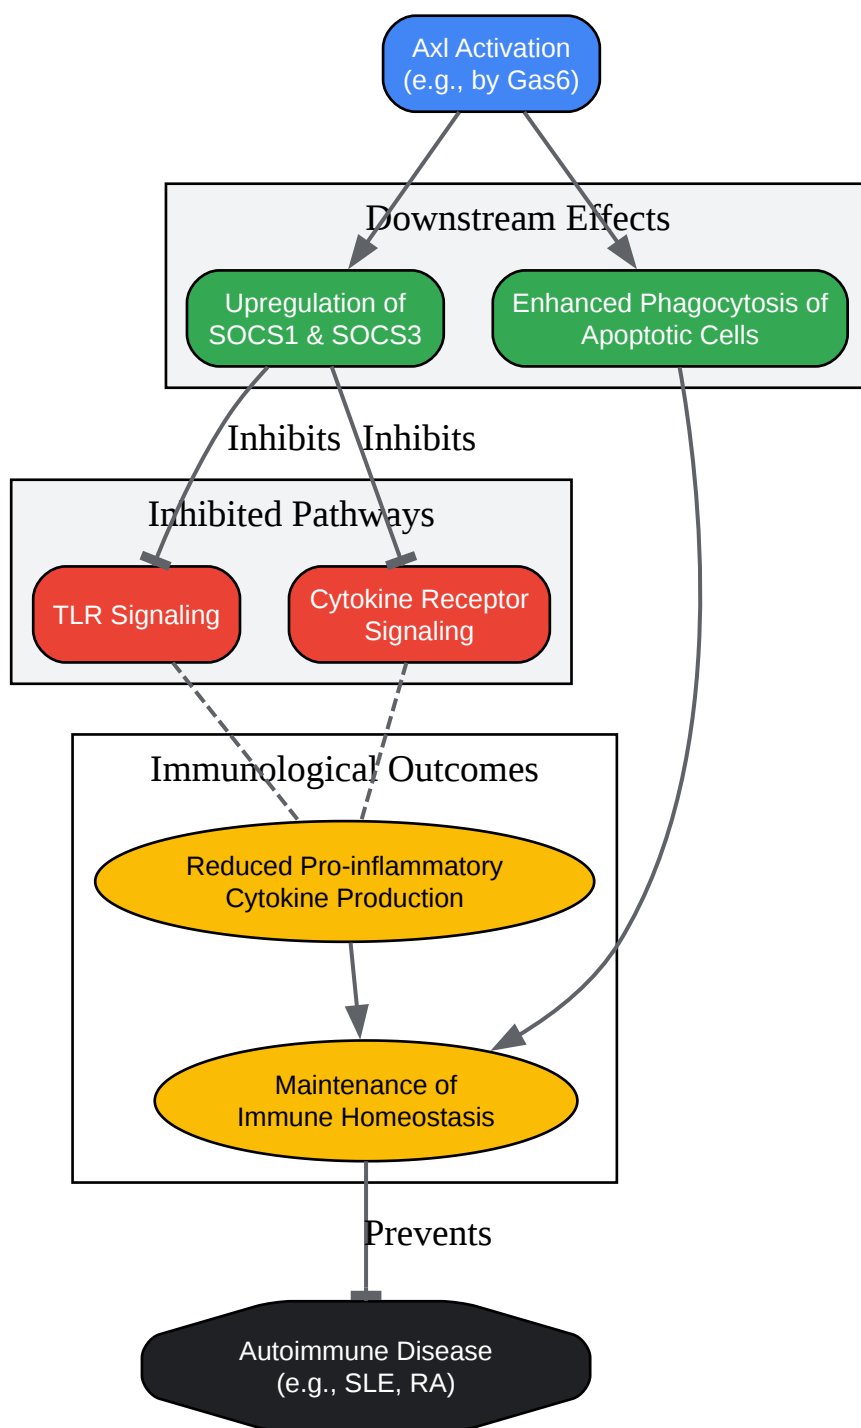 Axl Activation
(e.g., by Gas6)
Downstream Effects
Upregulation of
SOCS1 & SOCS3
Enhanced Phagocytosis of
Apoptotic Cells
Inhibits
Inhibits
Inhibited Pathways
TLR Signaling
Cytokine Receptor
Signaling
Immunological Outcomes
Reduced Pro-inflammatory
Cytokine Production
Maintenance of
Immune Homeostasis
Prevents
Autoimmune Disease
(e.g., SLE, RA)